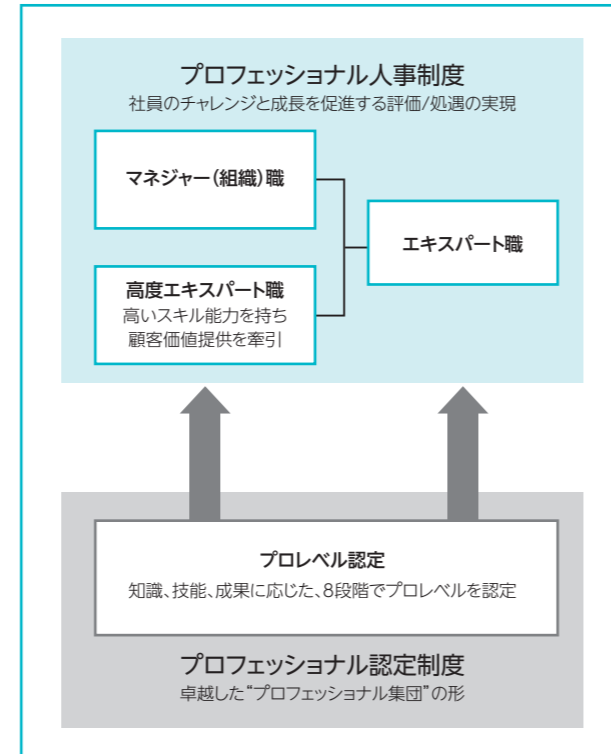 プロフェッショナル人事制度
社員のチャレンジと成長を促進する評価/処遇の実現
マネジャー(組織)職
エキスパート職
高度エキスパート職
高いスキル能力を持ち
顧客価値提供を牽引
プロレベル認定
知識、技能、成果に応じた、8段階でプロレベルを認定
プロフェッショナル認定制度
卓越した“プロフェッショナル集団”の形